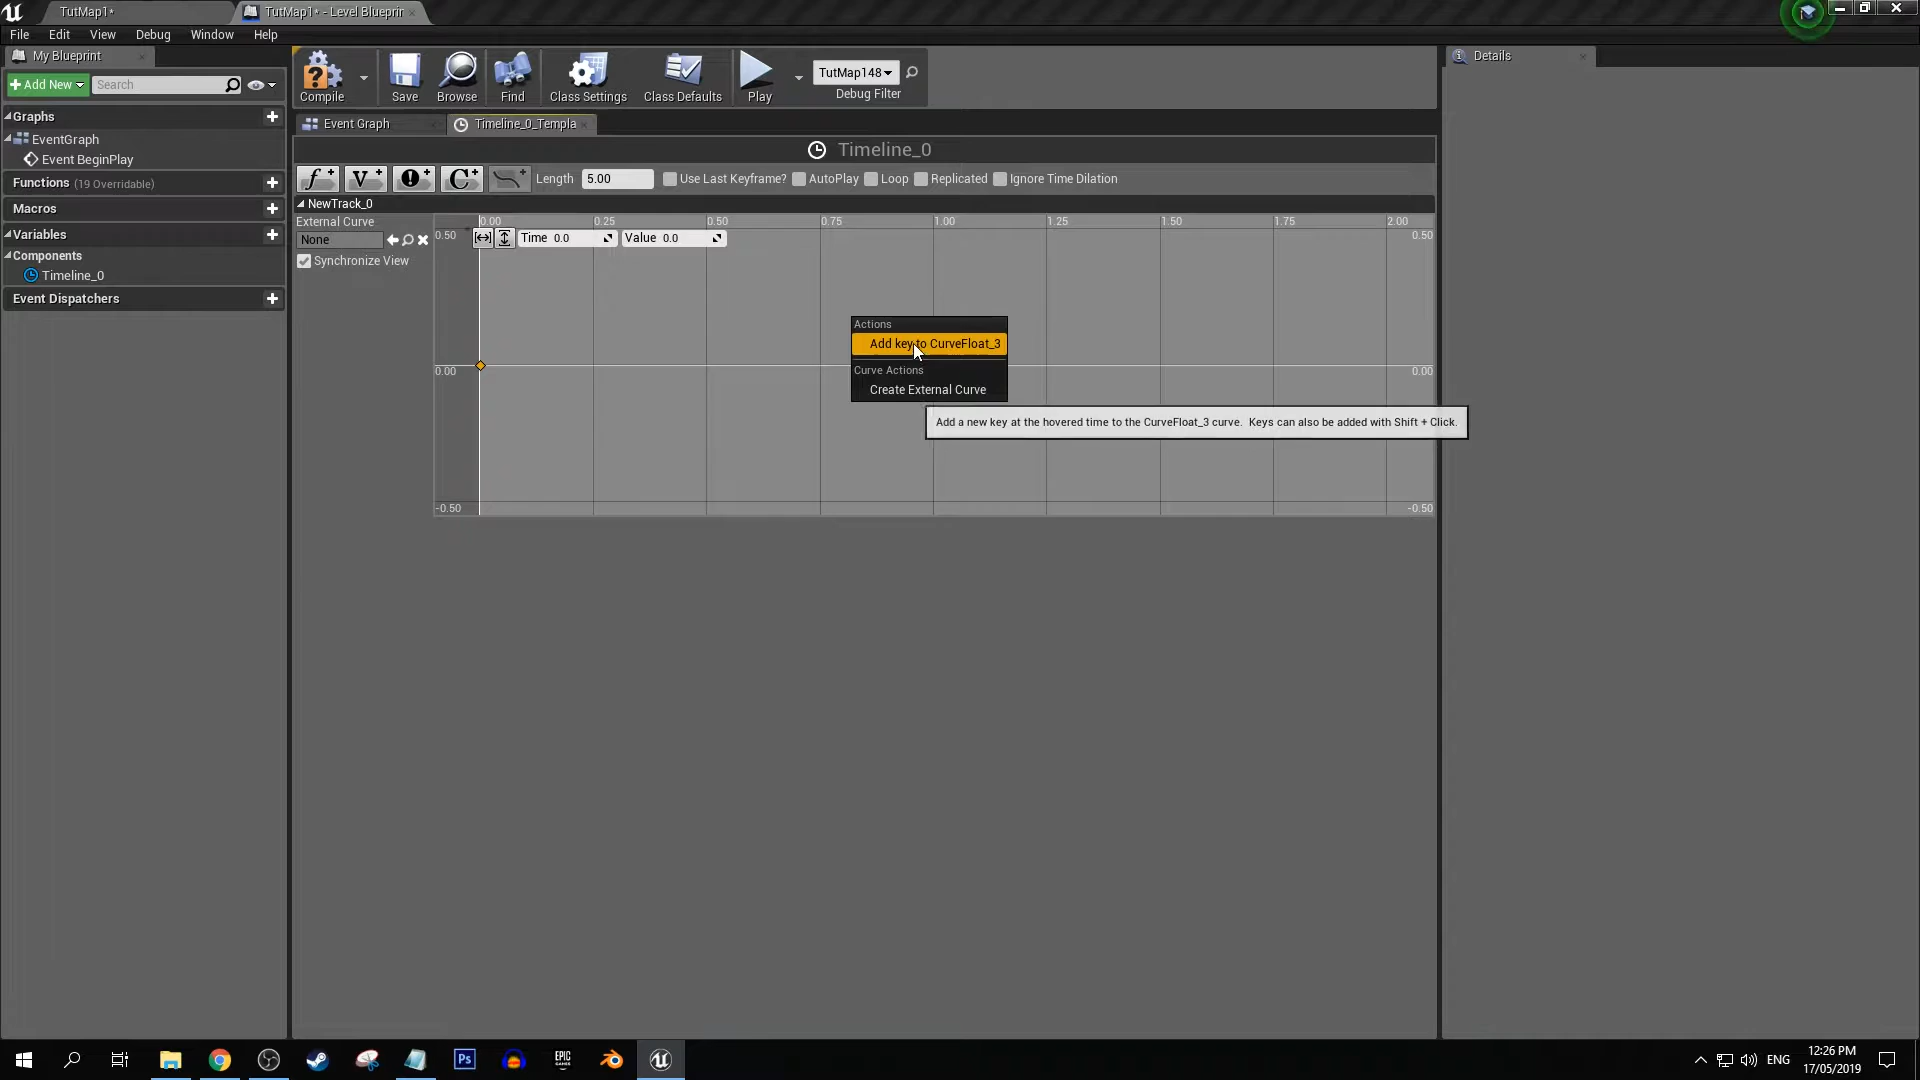 TutMap1*
TutMap1* - Level Blueprin
File Edit View Debug Window Help
My Blueprint
Add New
Search
Graphs
EventGraph
Event BeginPlay
Functions (19 Overridable)
Macros
Variables
Components
Timeline_0
Event Dispatchers
Compile Save Browse Find Class Settings Class Defaults Play
TutMap148
Debug Filter
Event Graph
Timeline_0_Templa
Timeline_0
f+ V+ !+ C+
Length 5.00 Use Last Keyframe? AutoPlay Loop Replicated Ignore Time Dilation
NewTrack_0
External Curve
None
Synchronize View
0.00 0.25 0.50 0.75 1.00 1.25 1.50 1.75 2.00
0.50 0.50
Time 0.0 Value 0.0
0.00 0.00
-0.50 -0.50
Actions
Add key to CurveFloat_3
Curve Actions
Create External Curve
Add a new key at the hovered time to the CurveFloat_3 curve. Keys can also be added with Shift + Click.
Details
Ps
EPIC
GAMES
ENG
12:26 PM
17/05/2019